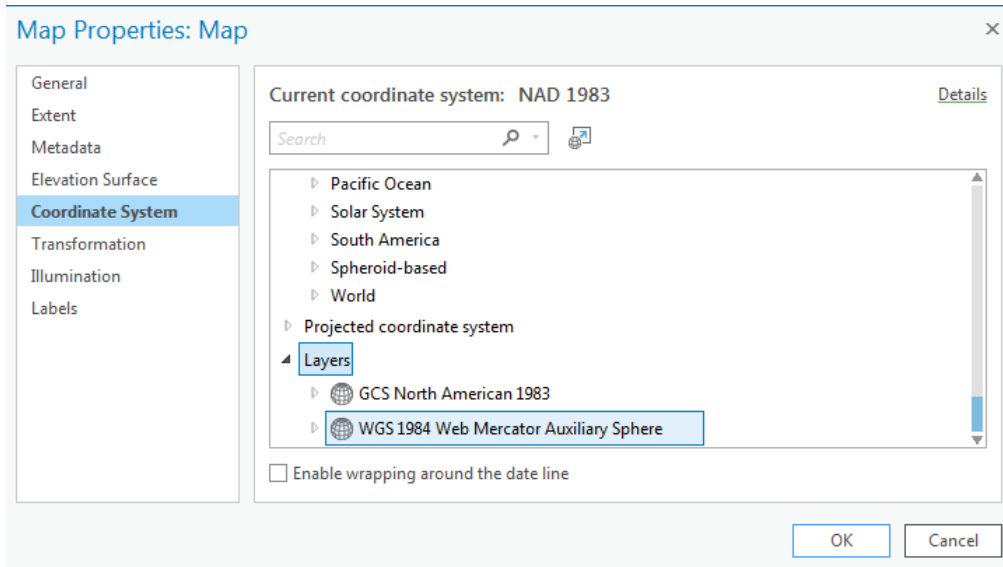 Map Properties: Map
General
Extent
Metadata
Elevation Surface
Coordinate System
Transformation
Illumination
Labels
Current coordinate system: NAD 1983
Details
Search
Pacific Ocean
Solar System
South America
Spheroid-based
World
Projected coordinate system
Layers
GCS North American 1983
WGS 1984 Web Mercator Auxiliary Sphere
Enable wrapping around the date line
OK
Cancel